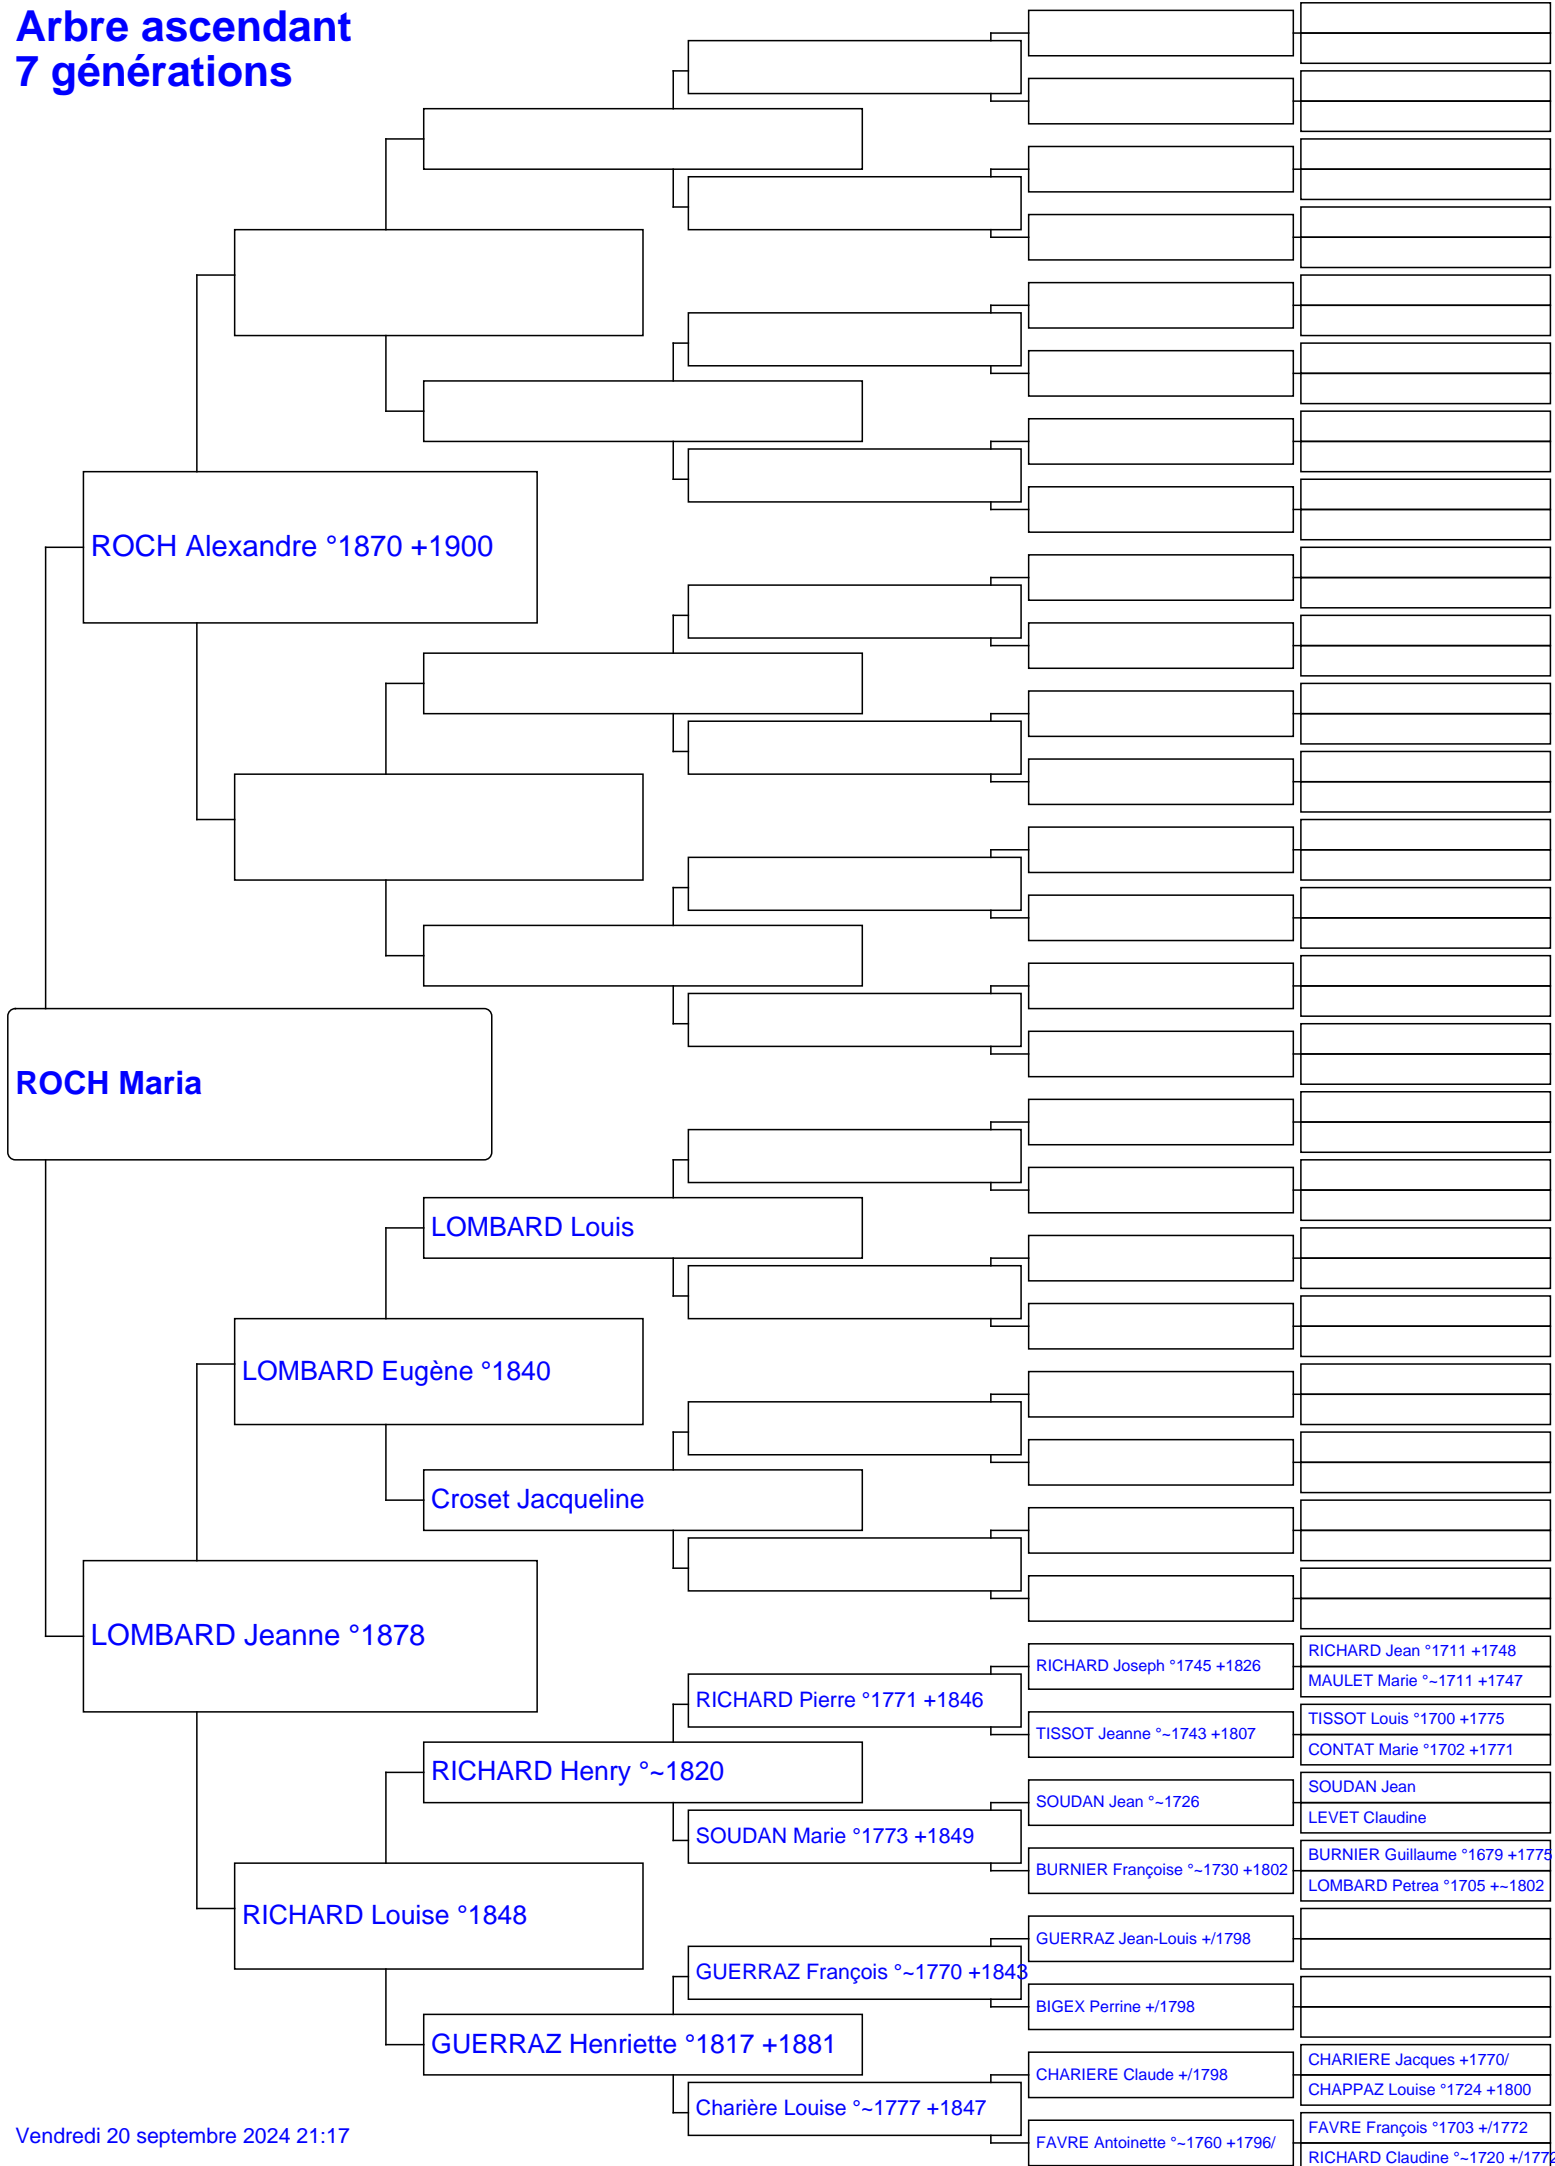 Arbre ascendant
7 générations
ROCH Alexandre °1870 +1900
ROCH Maria
LOMBARD Louis
LOMBARD Eugène °1840
Croset Jacqueline
LOMBARD Jeanne °1878
RICHARD Jean °1711 +1748
RICHARD Joseph °1745 +1826
MAULET Marie °~1711 +1747
RICHARD Pierre °1771 +1846
TISSOT Louis °1700 +1775
TISSOT Jeanne °~1743 +1807
CONTAT Marie °1702 +1771
RICHARD Henry °~1820
SOUDAN Jean
SOUDAN Jean °~1726
LEVET Claudine
SOUDAN Marie °1773 +1849
BURNIER Guillaume °1679 +1775
BURNIER Françoise °~1730 +1802
LOMBARD Petrea °1705 +~1802
RICHARD Louise °1848
GUERRAZ Jean-Louis +/1798
GUERRAZ François °~1770 +1843
BIGEX Perrine +/1798
GUERRAZ Henriette °1817 +1881
CHARIERE Jacques +1770/
CHARIERE Claude +/1798
CHAPPAZ Louise °1724 +1800
Charière Louise °~1777 +1847
FAVRE François °1703 +/1772
FAVRE Antoinette °~1760 +1796/
RICHARD Claudine °~1720 +/1772
Vendredi 20 septembre 2024 21:17